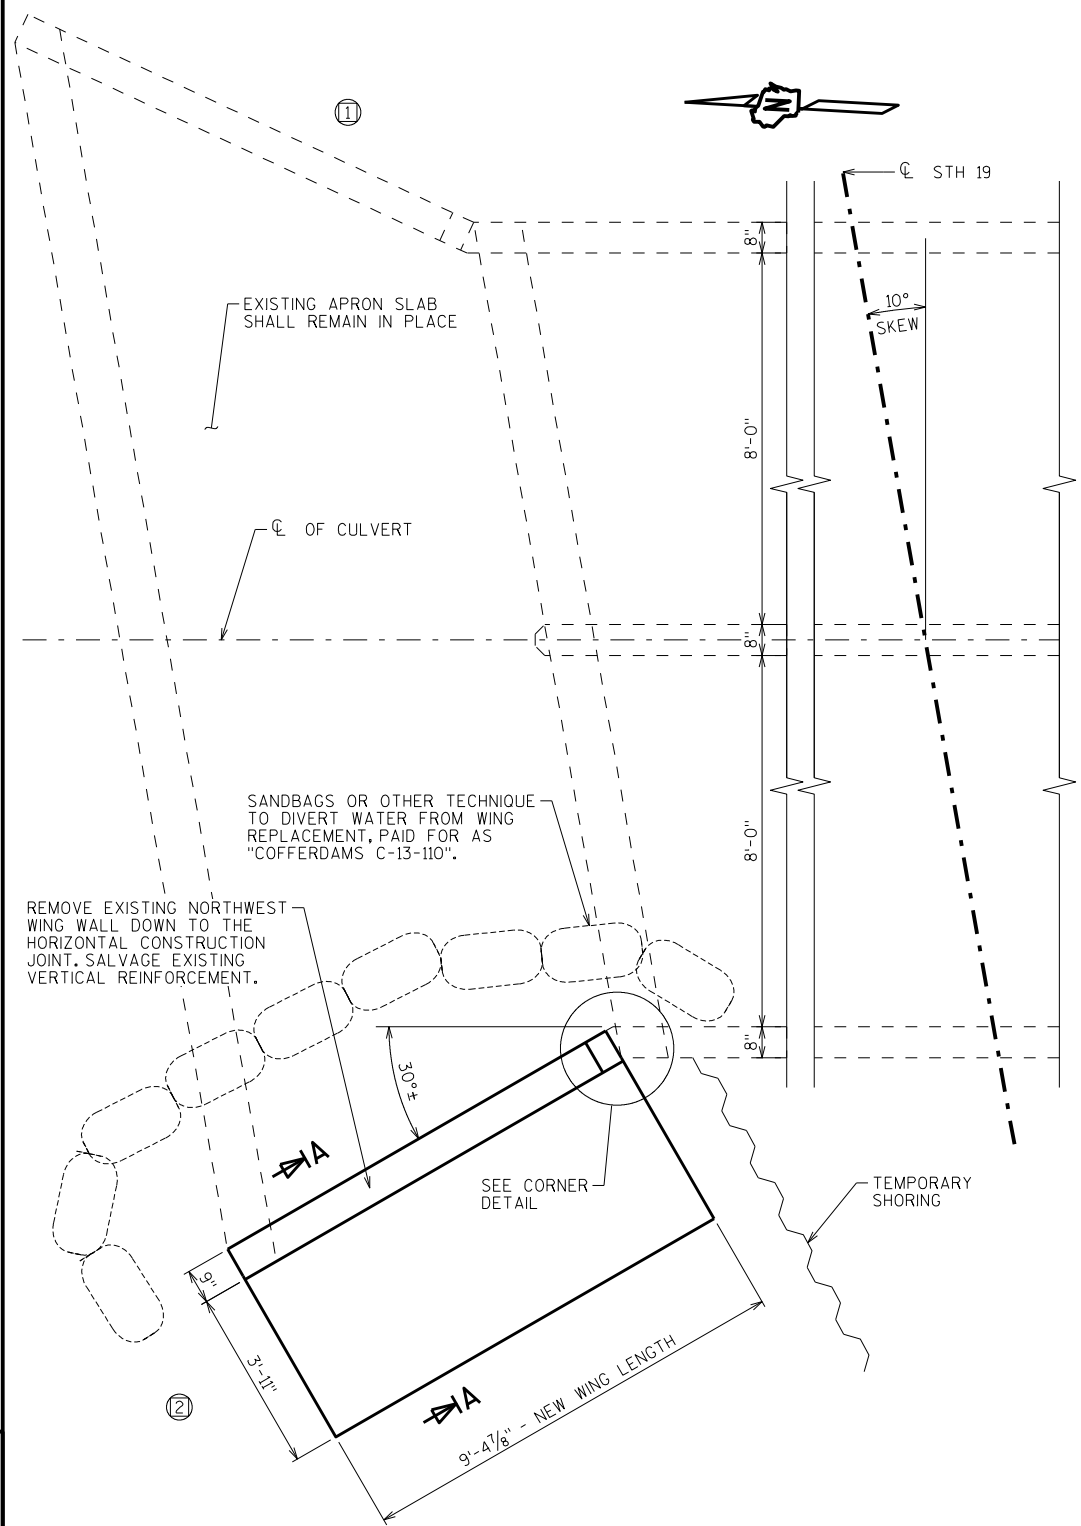 1
N
℄ STH 19
8"
10°
SKEW
EXISTING APRON SLAB
SHALL REMAIN IN PLACE
8'-0"
℄ OF CULVERT
8"
SANDBAGS OR OTHER TECHNIQUE
TO DIVERT WATER FROM WING
REPLACEMENT, PAID FOR AS
"COFFERDAMS C-13-110".
8'-0"
REMOVE EXISTING NORTHWEST
WING WALL DOWN TO THE
HORIZONTAL CONSTRUCTION
JOINT. SALVAGE EXISTING
VERTICAL REINFORCEMENT.
8"
30°±
A
SEE CORNER
DETAIL
TEMPORARY
SHORING
9"
3'-11"
A
9'-4⅞" - NEW WING LENGTH
2